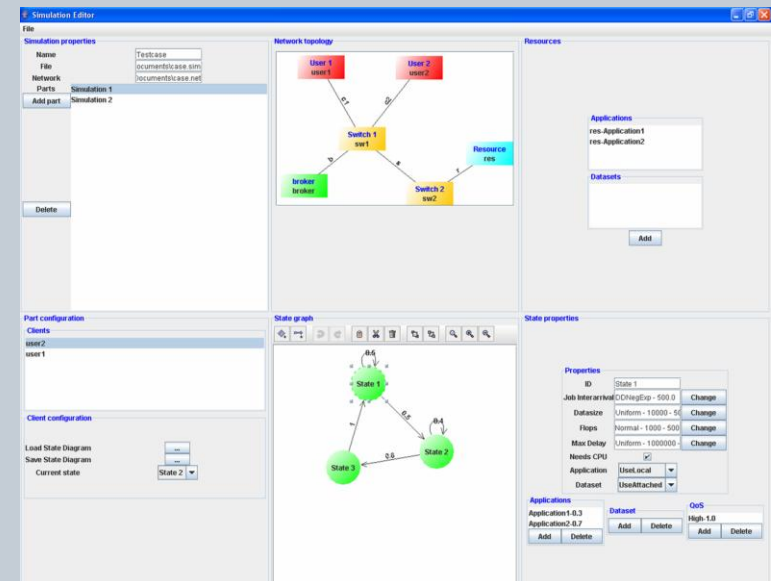 Simulation Editor
File
Simulation properties
Name Testcase
File ocuments\case.sim
Network ocuments\case.net
Parts Simulation 1
Add part Simulation 2
Delete
Network topology
User 1
user1
User 2
user2
Switch 1
sw1
Resource
res
broker
broker
Switch 2
sw2
Resources
Applications
res-Application1
res-Application2
Datasets
Add
Part configuration
Clients
user2
user1
Client configuration
Load State Diagram ...
Save State Diagram ...
Current state State 2
State graph
State 1
0.5
State 2
0.4
State 3
1
State properties
Properties
ID State 1
Job Interarrival DDNegExp - 500.0 Change
Datasize Uniform - 10000 - 50 Change
Flops Normal - 1000 - 500 Change
Max Delay Uniform - 1000000 - Change
Needs CPU
Application UseLocal
Dataset UseAttached
Applications
Application1-0.3
Application2-0.7
Add Delete
Dataset
Add Delete
QoS
High-1.0
Add Delete